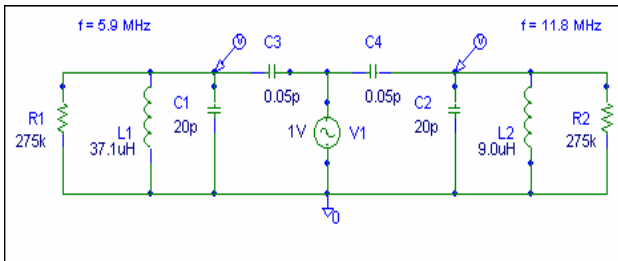 f = 5.9 MHz
f = 11.8 MHz
V
C3
C4
V
0.05p
0.05p
R1
275k
L1
37.1uH
C1
20p
1V
V1
C2
20p
L2
9.0uH
R2
275k
0